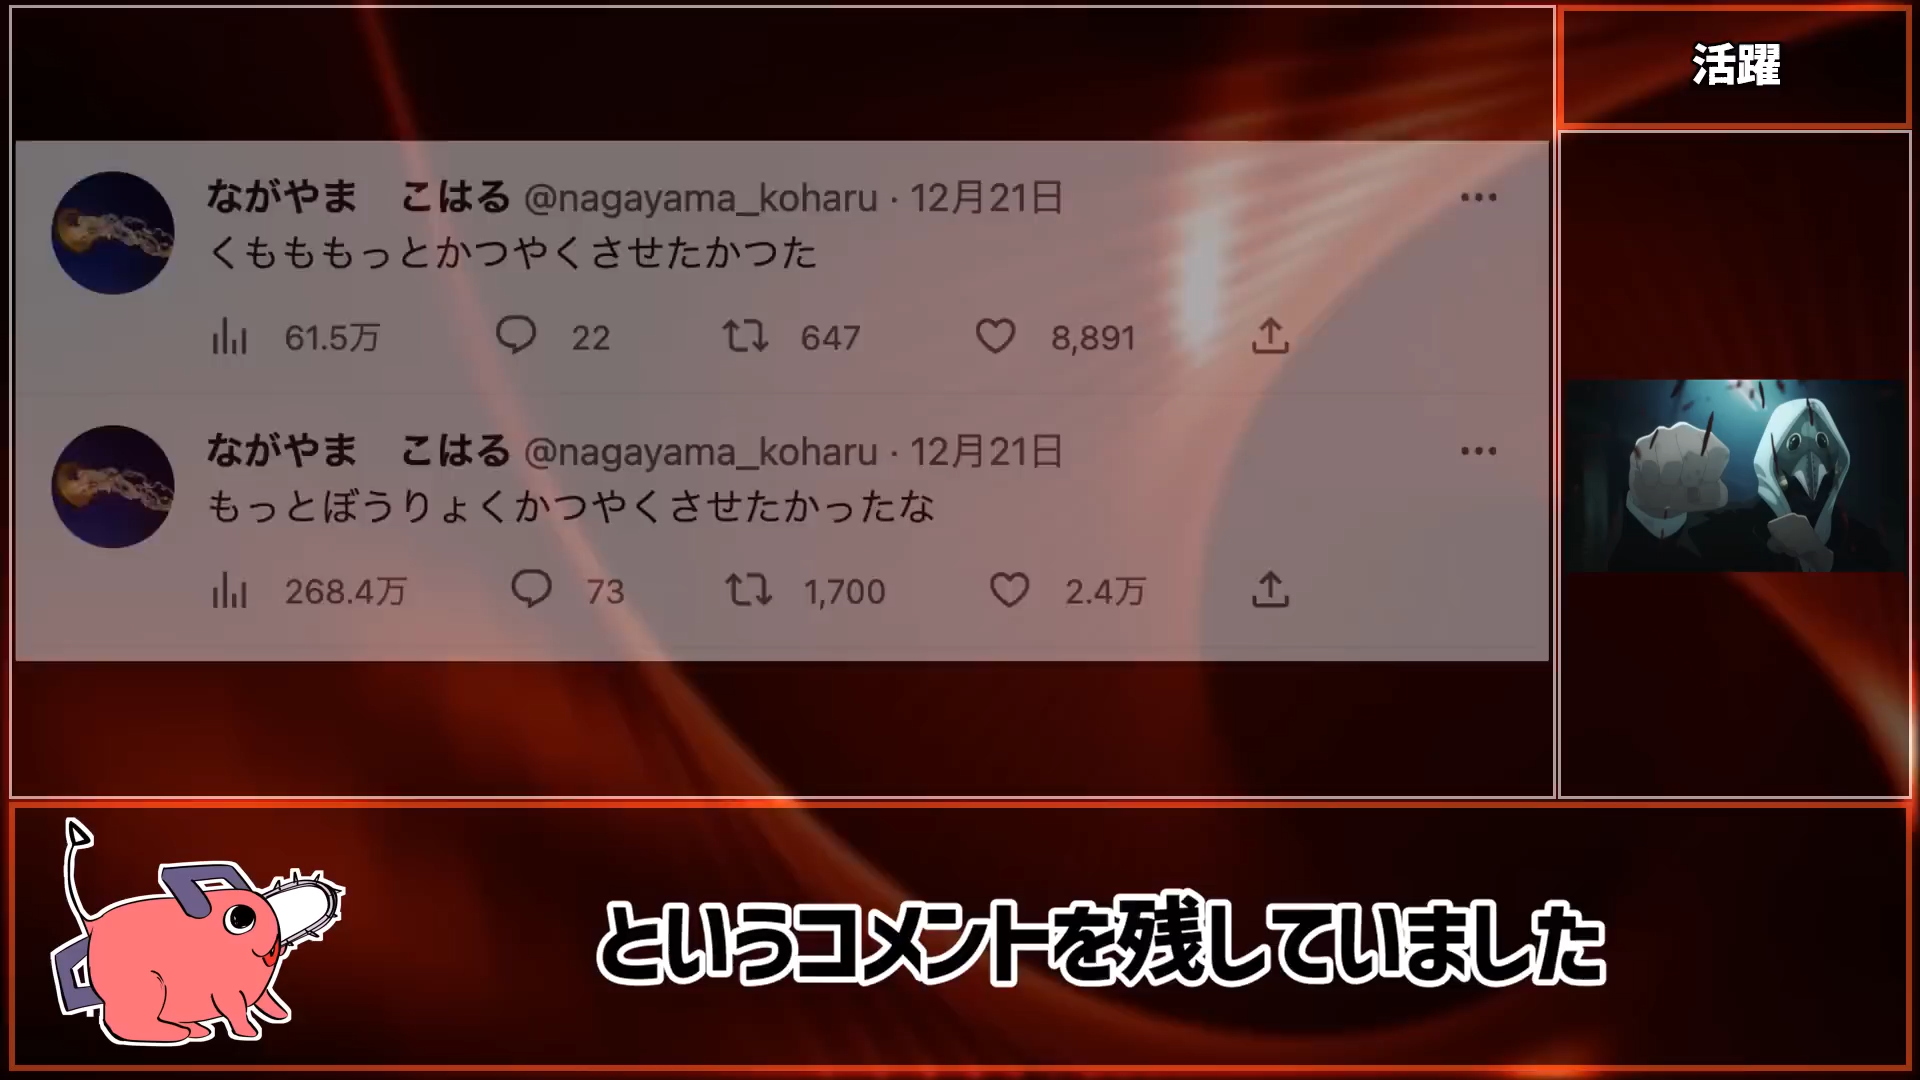 活躍
ながやま　こはる @nagayama_koharu · 12月21日
くもももっとかつやくさせたかつた
61.5万 22 647 8,891
ながやま　こはる @nagayama_koharu · 12月21日
もっとぼうりょくかつやくさせたかったな
268.4万 73 1,700 2.4万
というコメントを残していました